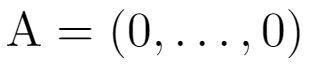 A = (0, . . . , 0)